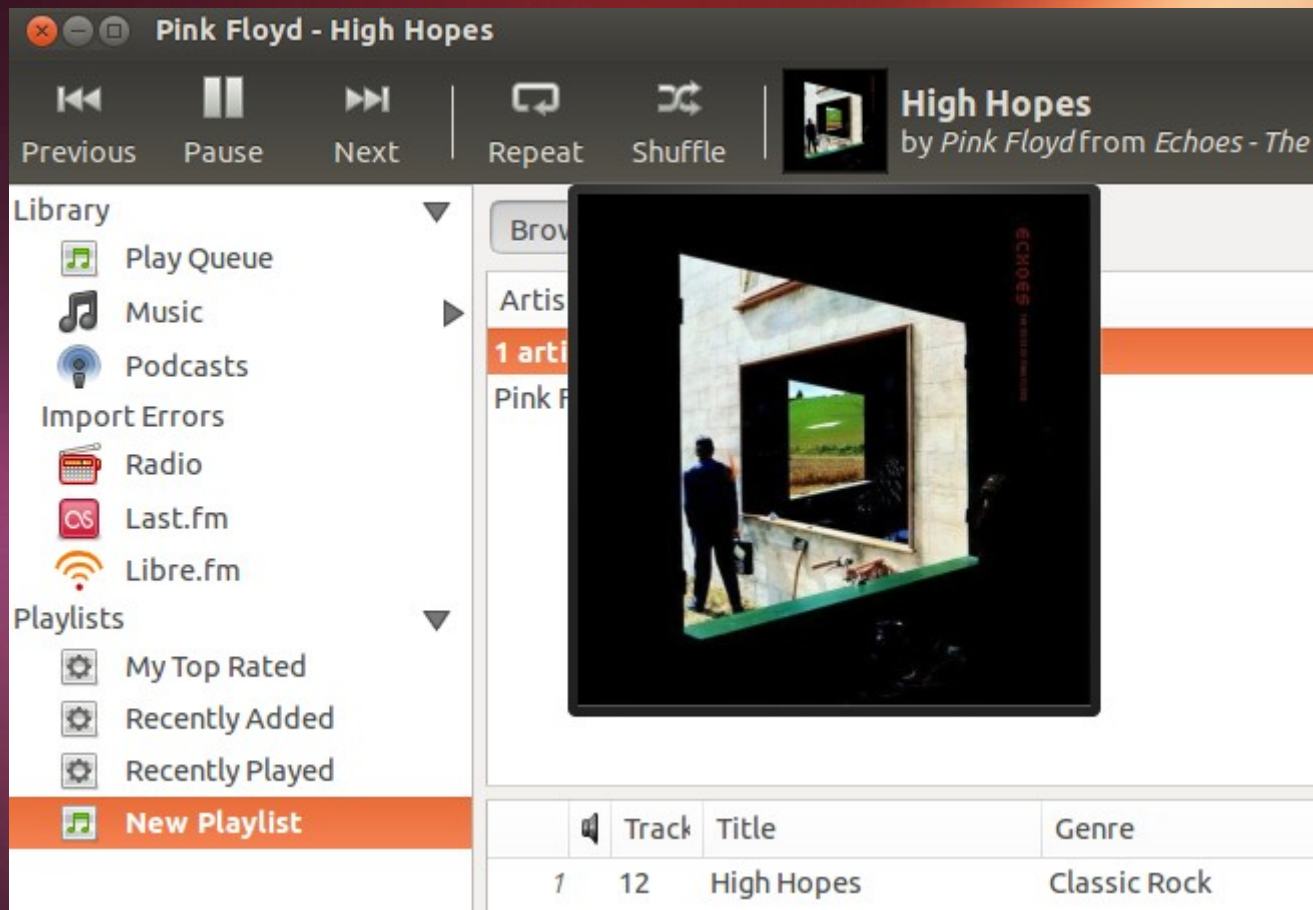 Pink Floyd - High Hopes
Previous Pause Next Repeat Shuffle
High Hopes
by Pink Floyd from Echoes - The
Library
Play Queue
Music
Podcasts
Import Errors
Radio
Last.fm
Libre.fm
Playlists
My Top Rated
Recently Added
Recently Played
New Playlist
Brow
Artis
1 arti
Pink F
ECHOES
Track Title Genre
1 12 High Hopes Classic Rock